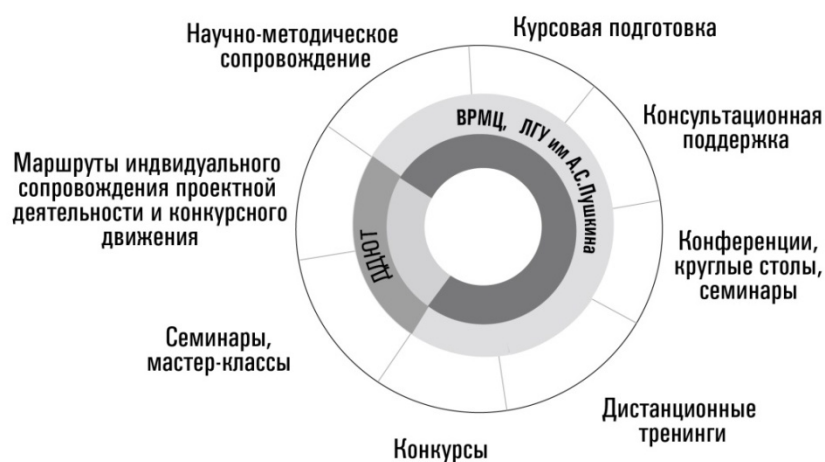 Научно-методическое
сопровождение
Курсовая подготовка
Консультационная
поддержка
Конференции,
круглые столы,
семинары
Дистанционные
тренинги
Конкурсы
Семинары,
мастер-классы
Маршруты индвидуального
сопровождения проектной
деятельности и конкурсного
движения
ВРМЦ, ЛГУ им А.С.Пушкина
ДДЮТ